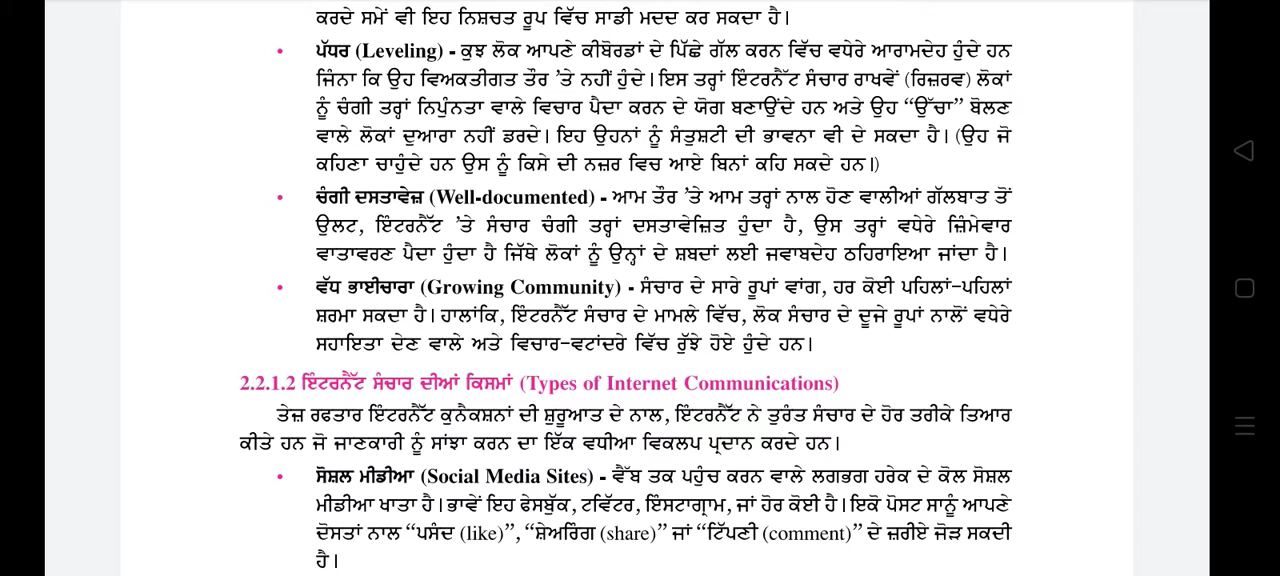 ਕਰਦੇ ਸਮੇਂ ਵੀ ਇਹ ਨਿਸ਼ਚਤ ਰੂਪ ਵਿੱਚ ਸਾਡੀ ਮਦਦ ਕਰ ਸਕਦਾ ਹੈ।
• ਪੱਧਰ (Leveling) - ਕੁਝ ਲੋਕ ਆਪਣੇ ਕੀਬੋਰਡਾਂ ਦੇ ਪਿੱਛੇ ਗੱਲ ਕਰਨ ਵਿੱਚ ਵਧੇਰੇ ਆਰਾਮਦੇਹ ਹੁੰਦੇ ਹਨ
ਜਿੰਨਾ ਕਿ ਉਹ ਵਿਅਕਤੀਗਤ ਤੌਰ ’ਤੇ ਨਹੀਂ ਹੁੰਦੇ। ਇਸ ਤਰ੍ਹਾਂ ਇੰਟਰਨੈੱਟ ਸੰਚਾਰ ਰਾਖਵੇਂ (ਰਿਜ਼ਰਵ) ਲੋਕਾਂ
ਨੂੰ ਚੰਗੀ ਤਰ੍ਹਾਂ ਨਿਪੁੰਨਤਾ ਵਾਲੇ ਵਿਚਾਰ ਪੈਦਾ ਕਰਨ ਦੇ ਯੋਗ ਬਣਾਉਂਦੇ ਹਨ ਅਤੇ ਉਹ “ਉੱਚਾ” ਬੋਲਣ
ਵਾਲੇ ਲੋਕਾਂ ਦੁਆਰਾ ਨਹੀਂ ਡਰਦੇ। ਇਹ ਉਹਨਾਂ ਨੂੰ ਸੰਤੁਸ਼ਟੀ ਦੀ ਭਾਵਨਾ ਵੀ ਦੇ ਸਕਦਾ ਹੈ। (ਉਹ ਜੋ
ਕਹਿਣਾ ਚਾਹੁੰਦੇ ਹਨ ਉਸ ਨੂੰ ਕਿਸੇ ਦੀ ਨਜ਼ਰ ਵਿਚ ਆਏ ਬਿਨਾਂ ਕਹਿ ਸਕਦੇ ਹਨ।)
• ਚੰਗੀ ਦਸਤਾਵੇਜ਼ (Well-documented) - ਆਮ ਤੌਰ ’ਤੇ ਆਮ ਤਰ੍ਹਾਂ ਨਾਲ ਹੋਣ ਵਾਲੀਆਂ ਗੱਲਬਾਤ ਤੋਂ
ਉਲਟ, ਇੰਟਰਨੈੱਟ ’ਤੇ ਸੰਚਾਰ ਚੰਗੀ ਤਰ੍ਹਾਂ ਦਸਤਾਵੇਜ਼ਿਤ ਹੁੰਦਾ ਹੈ, ਉਸ ਤਰ੍ਹਾਂ ਵਧੇਰੇ ਜ਼ਿੰਮੇਵਾਰ
ਵਾਤਾਵਰਣ ਪੈਦਾ ਹੁੰਦਾ ਹੈ ਜਿੱਥੇ ਲੋਕਾਂ ਨੂੰ ਉਨ੍ਹਾਂ ਦੇ ਸ਼ਬਦਾਂ ਲਈ ਜਵਾਬਦੇਹ ਠਹਿਰਾਇਆ ਜਾਂਦਾ ਹੈ।
• ਵੱਧ ਭਾਈਚਾਰਾ (Growing Community) - ਸੰਚਾਰ ਦੇ ਸਾਰੇ ਰੂਪਾਂ ਵਾਂਗ, ਹਰ ਕੋਈ ਪਹਿਲਾਂ-ਪਹਿਲਾਂ
ਸ਼ਰਮਾ ਸਕਦਾ ਹੈ। ਹਾਲਾਂਕਿ, ਇੰਟਰਨੈੱਟ ਸੰਚਾਰ ਦੇ ਮਾਮਲੇ ਵਿੱਚ, ਲੋਕ ਸੰਚਾਰ ਦੇ ਦੂਜੇ ਰੂਪਾਂ ਨਾਲੋਂ ਵਧੇਰੇ
ਸਹਾਇਤਾ ਦੇਣ ਵਾਲੇ ਅਤੇ ਵਿਚਾਰ-ਵਟਾਂਦਰੇ ਵਿੱਚ ਰੁੱਝੇ ਹੋਏ ਹੁੰਦੇ ਹਨ।
2.2.1.2 ਇੰਟਰਨੈੱਟ ਸੰਚਾਰ ਦੀਆਂ ਕਿਸਮਾਂ (Types of Internet Communications)
ਤੇਜ਼ ਰਫਤਾਰ ਇੰਟਰਨੈੱਟ ਕੁਨੈਕਸ਼ਨਾਂ ਦੀ ਸ਼ੁਰੂਆਤ ਦੇ ਨਾਲ, ਇੰਟਰਨੈੱਟ ਨੇ ਤੁਰੰਤ ਸੰਚਾਰ ਦੇ ਹੋਰ ਤਰੀਕੇ ਤਿਆਰ
ਕੀਤੇ ਹਨ ਜੋ ਜਾਣਕਾਰੀ ਨੂੰ ਸਾਂਝਾ ਕਰਨ ਦਾ ਇੱਕ ਵਧੀਆ ਵਿਕਲਪ ਪ੍ਰਦਾਨ ਕਰਦੇ ਹਨ।
• ਸੋਸ਼ਲ ਮੀਡੀਆ (Social Media Sites) - ਵੈੱਬ ਤਕ ਪਹੁੰਚ ਕਰਨ ਵਾਲੇ ਲਗਭਗ ਹਰੇਕ ਦੇ ਕੋਲ ਸੋਸ਼ਲ
ਮੀਡੀਆ ਖਾਤਾ ਹੈ। ਭਾਵੇਂ ਇਹ ਫੇਸਬੁੱਕ, ਟਵਿੱਟਰ, ਇੰਸਟਾਗ੍ਰਾਮ, ਜਾਂ ਹੋਰ ਕੋਈ ਹੈ। ਇਕੋ ਪੋਸਟ ਸਾਨੂੰ ਆਪਣੇ
ਦੋਸਤਾਂ ਨਾਲ “ਪਸੰਦ (like)”, “ਸ਼ੇਅਰਿੰਗ (share)” ਜਾਂ “ਟਿੱਪਣੀ (comment)” ਦੇ ਜ਼ਰੀਏ ਜੋੜ ਸਕਦੀ
ਹੈ।